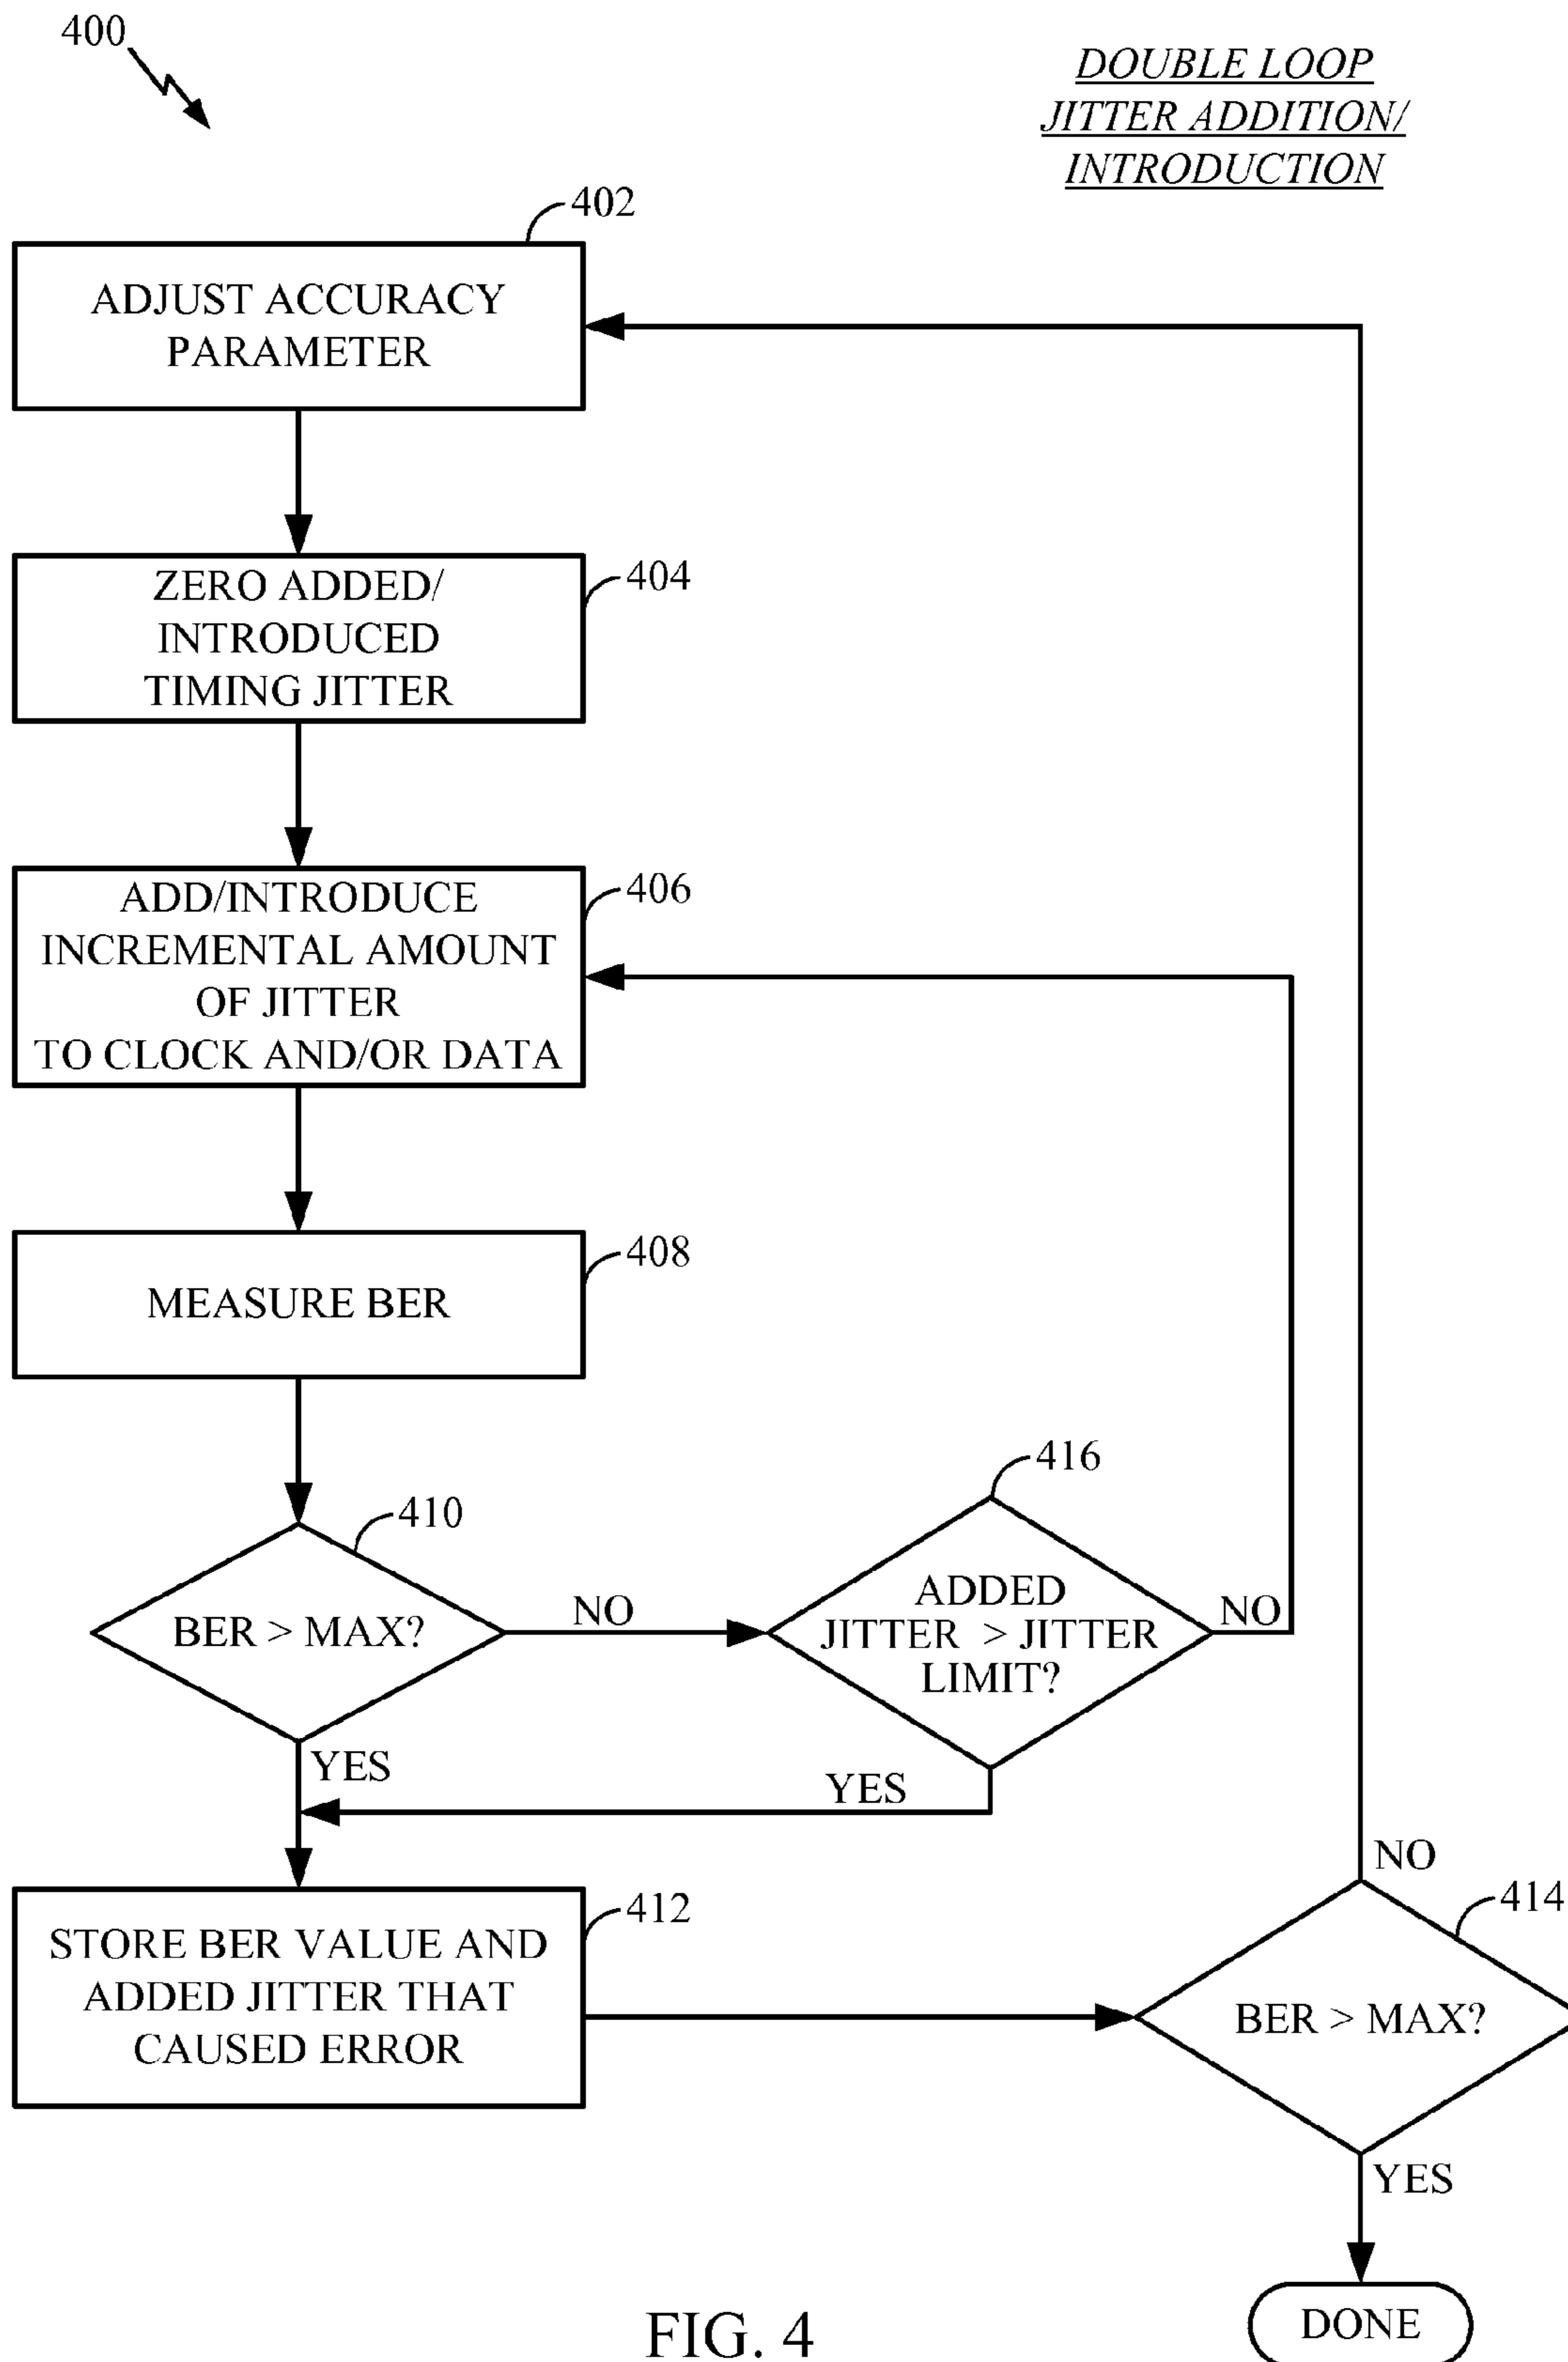 400
DOUBLE LOOP
JITTER ADDITION/
INTRODUCTION
402
ADJUST ACCURACY
PARAMETER
404
ZERO ADDED/
INTRODUCED
TIMING JITTER
406
ADD/INTRODUCE
INCREMENTAL AMOUNT
OF JITTER
TO CLOCK AND/OR DATA
408
MEASURE BER
410
BER > MAX?
NO
416
ADDED
JITTER > JITTER
LIMIT?
NO
YES
YES
412
STORE BER VALUE AND
ADDED JITTER THAT
CAUSED ERROR
NO
414
BER > MAX?
YES
DONE
FIG. 4